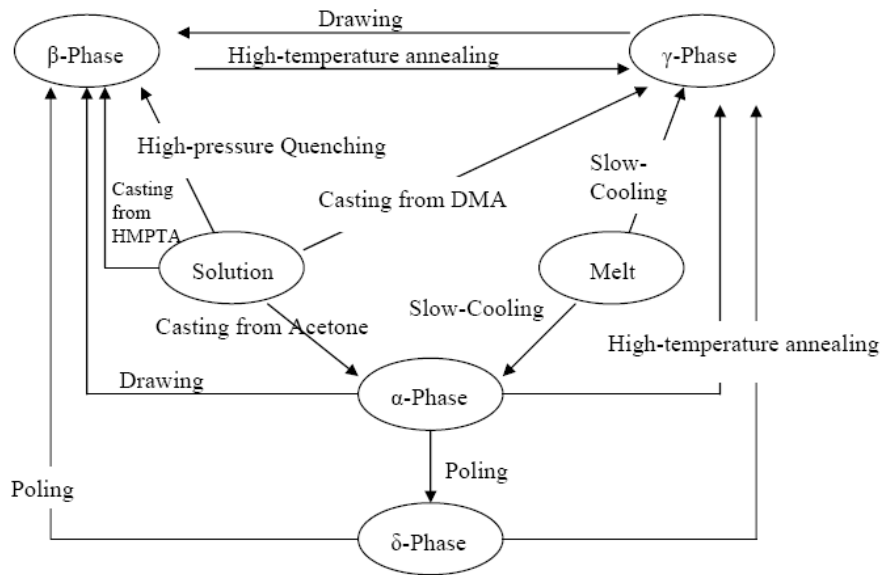 Drawing
β-Phase
High-temperature annealing
γ-Phase
High-pressure Quenching
Slow-
Cooling
Casting
from
HMPTA
Casting from DMA
Solution
Melt
Casting from Acetone
Slow-Cooling
High-temperature annealing
Drawing
α-Phase
Poling
Poling
δ-Phase